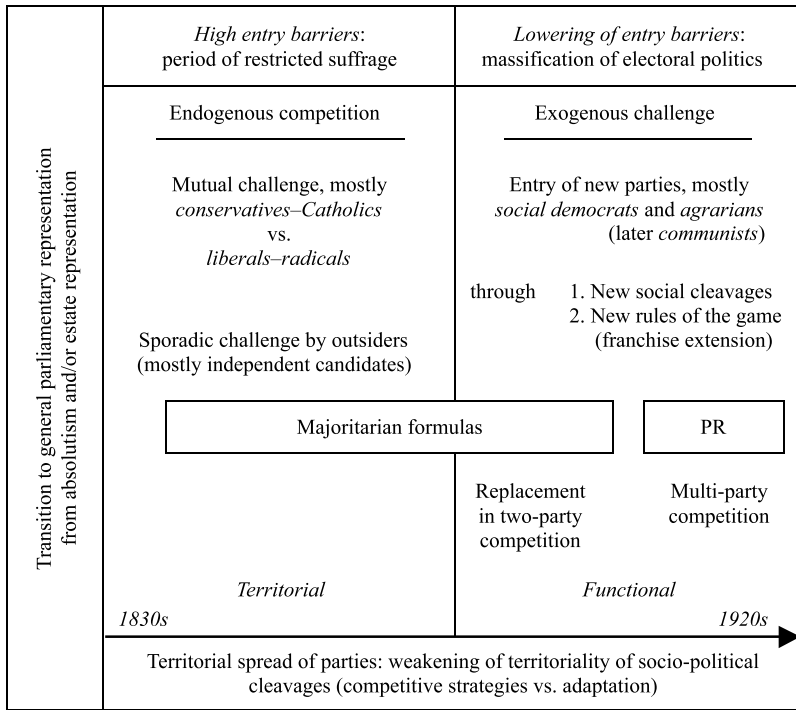 Transition to general parliamentary representation
from absolutism and/or estate representation
High entry barriers:
period of restricted suffrage
Lowering of entry barriers:
massification of electoral politics
Endogenous competition
Mutual challenge, mostly
conservatives–Catholics
vs.
liberals–radicals
Sporadic challenge by outsiders
(mostly independent candidates)
Exogenous challenge
Entry of new parties, mostly
social democrats and agrarians
(later communists)
through 1. New social cleavages
2. New rules of the game
(franchise extension)
Majoritarian formulas
PR
Replacement
in two-party
competition
Multi-party
competition
Territorial
Functional
1830s
1920s
Territorial spread of parties: weakening of territoriality of socio-political
cleavages (competitive strategies vs. adaptation)